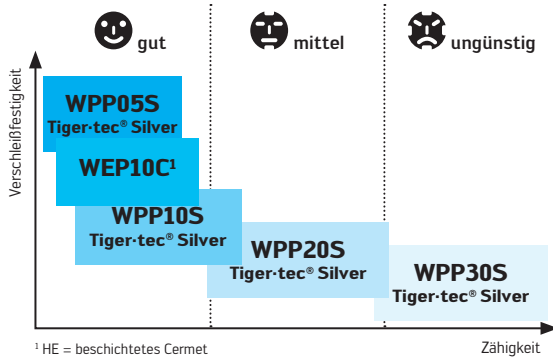 gut
mittel
ungünstig
Verschleißfestigkeit
WPP05S
Tiger·tec® Silver
WEP10C¹
WPP10S
Tiger·tec® Silver
WPP20S
Tiger·tec® Silver
WPP30S
Tiger·tec® Silver
¹ HE = beschichtetes Cermet
Zähigkeit